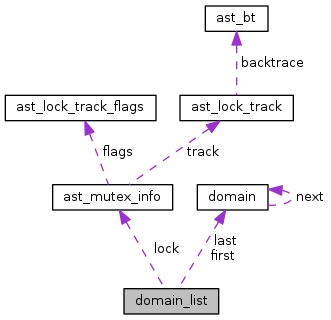 ast_bt
backtrace
ast_lock_track_flags
ast_lock_track
flags
track
ast_mutex_info
domain
next
lock
last
first
domain_list